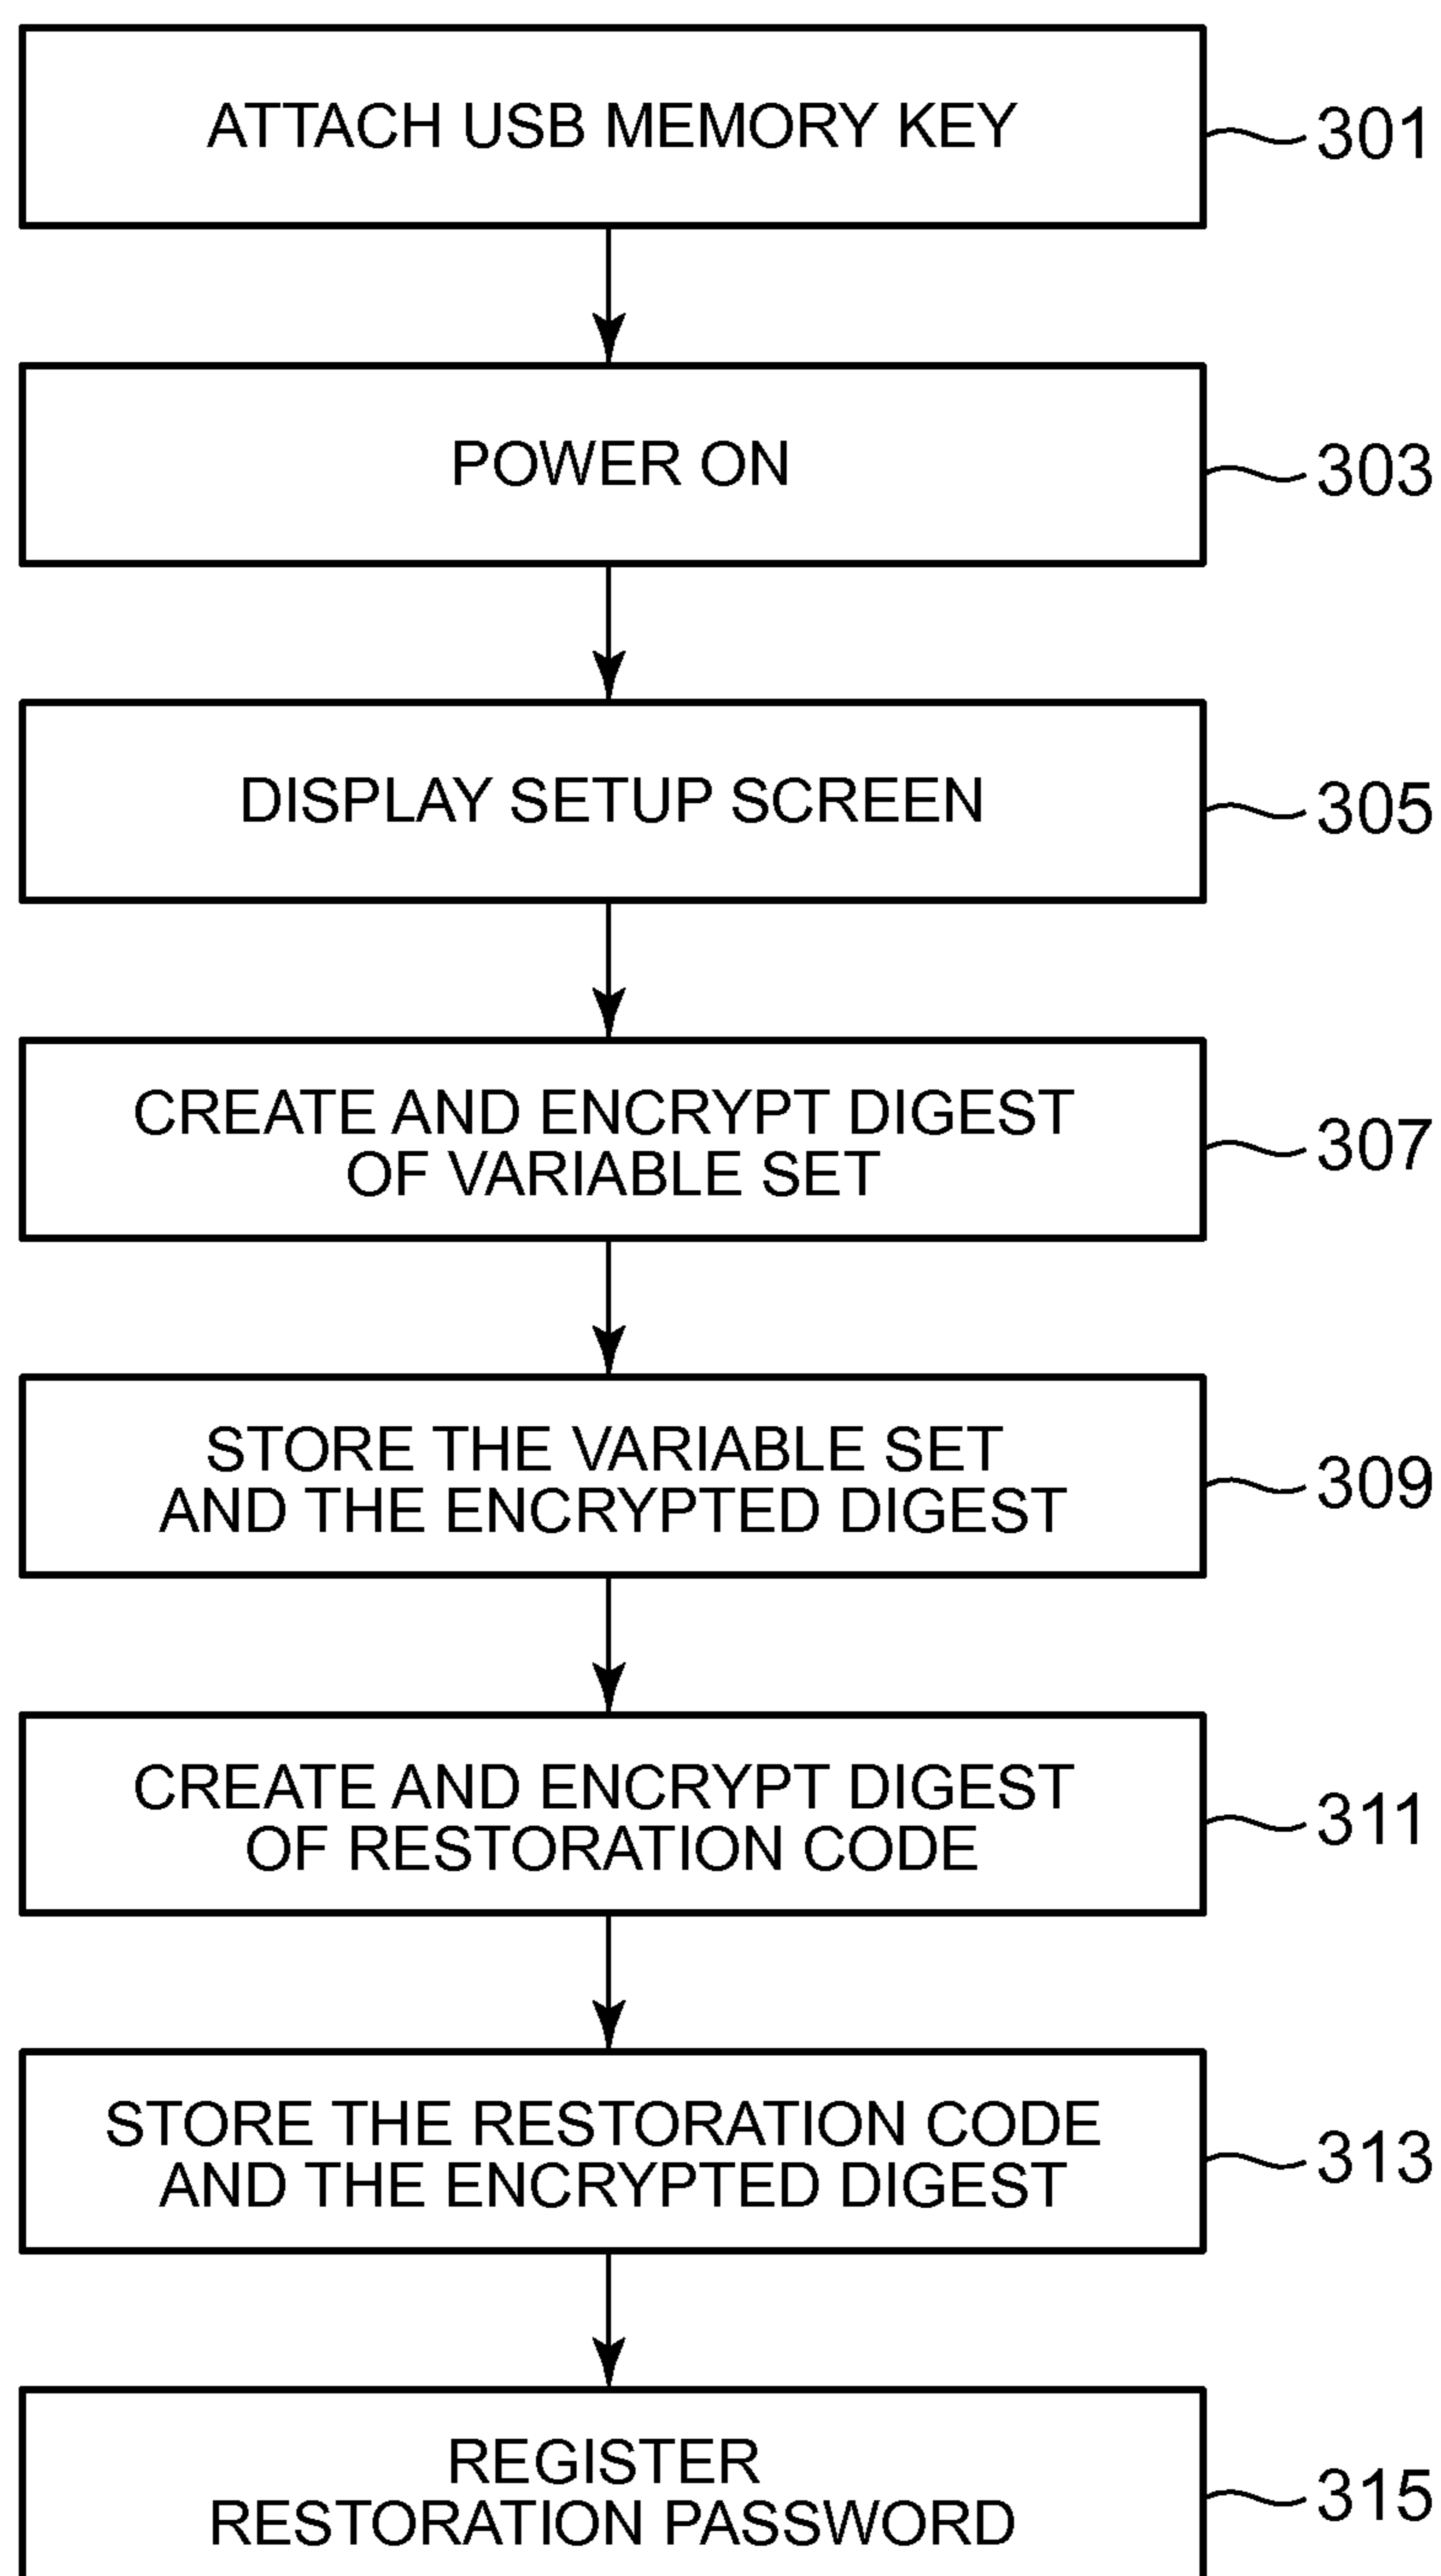 ATTACH USB MEMORY KEY
301
POWER ON
303
DISPLAY SETUP SCREEN
305
CREATE AND ENCRYPT DIGEST
OF VARIABLE SET
307
STORE THE VARIABLE SET
AND THE ENCRYPTED DIGEST
309
CREATE AND ENCRYPT DIGEST
OF RESTORATION CODE
311
STORE THE RESTORATION CODE
AND THE ENCRYPTED DIGEST
313
REGISTER
RESTORATION PASSWORD
315